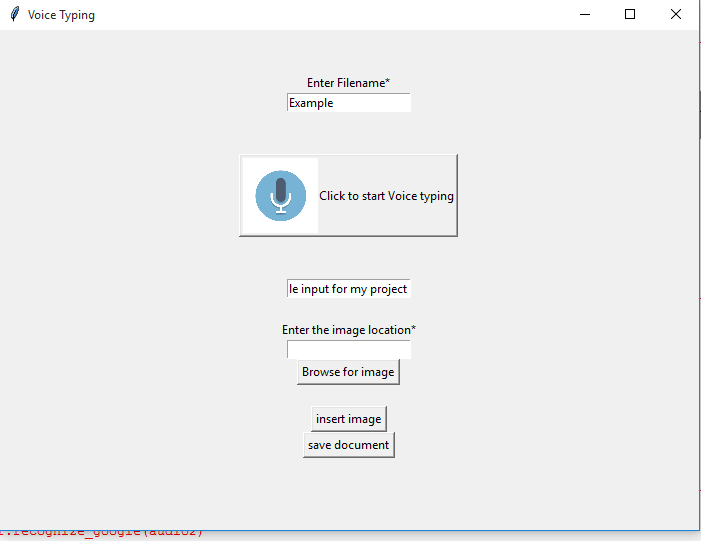 Voice Typing
Enter Filename*
Example
Click to start Voice typing
le input for my project
Enter the image location*
Browse for image
insert image
save document
r.recognize_google(audio2)